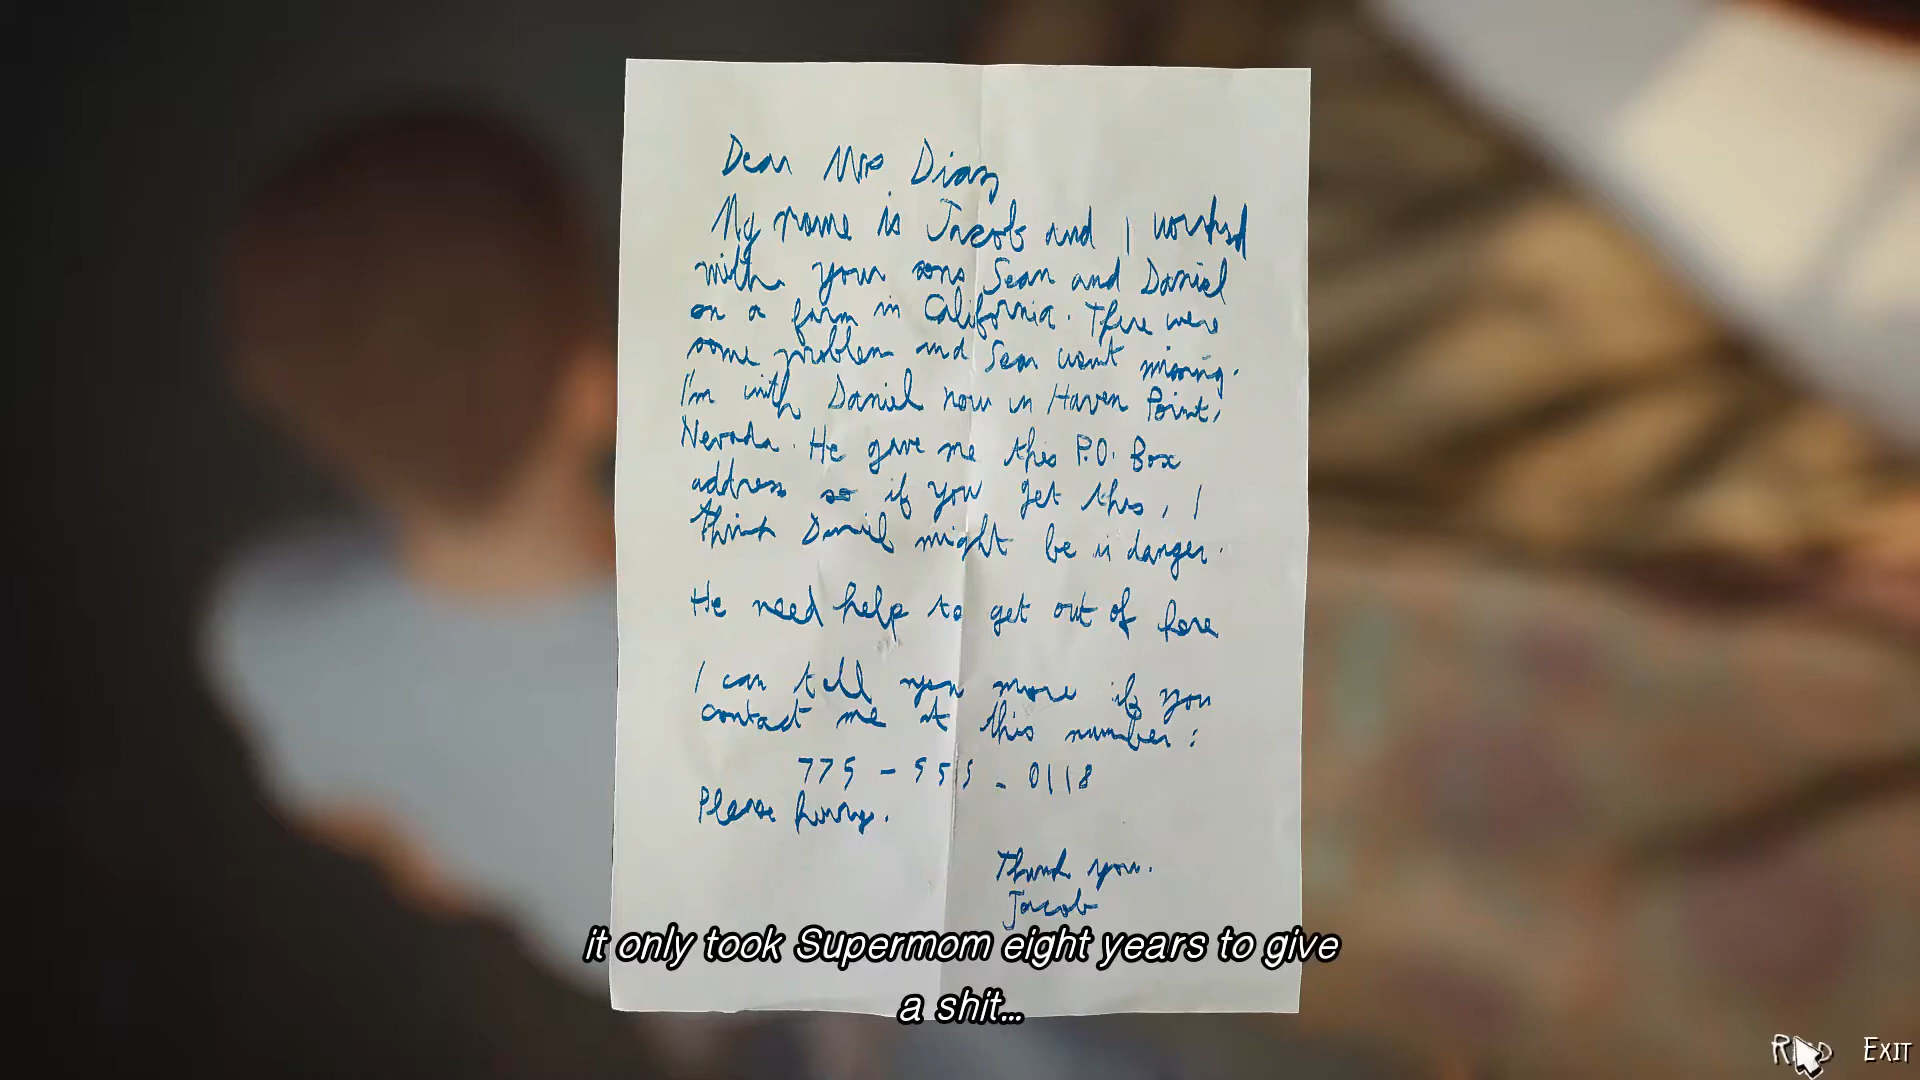 Dear Mrs Diaz
My name is Jacob and I worked
with your sons Sean and Daniel
on a farm in California. There were
some problem and Sean went missing.
I'm with Daniel now in Haven Point,
Nevada. He gave me this P.O. Box
address so if you get this, I
think Daniel might be in danger.
He need help to get out of here
I can tell you more if you
contact me at this number:
775-555-0118
Please hurry.
Thank you.
Jacob
it only took Supermom eight years to give
a shit...
EXIT